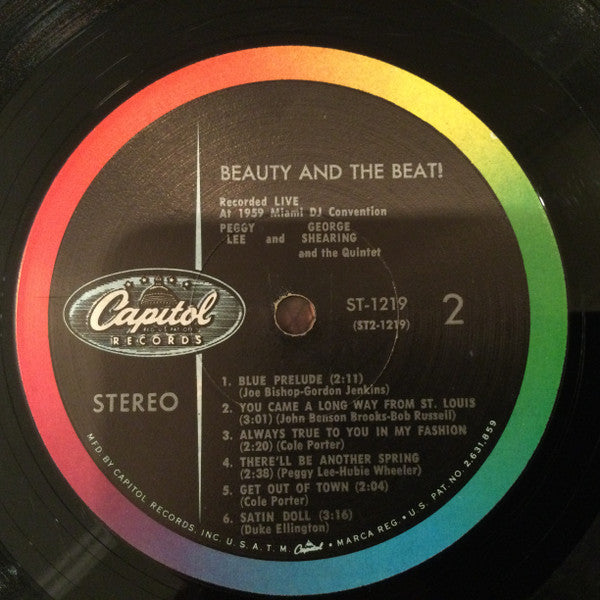 BEAUTY AND THE BEAT!
Recorded LIVE
At 1959 Miami DJ Convention
PEGGY GEORGE
LEE and SHEARING
and the Quintet
Capitol
REG. U.S. PAT. OFF.
RECORDS
ST-1219 2
(ST2-1219)
STEREO
1. BLUE PRELUDE (2:11)
(Joe Bishop-Gordon Jenkins)
2. YOU CAME A LONG WAY FROM ST. LOUIS
(3:01) (John Benson Brooks-Bob Russell)
3. ALWAYS TRUE TO YOU IN MY FASHION
(2:20) (Cole Porter)
4. THERE'LL BE ANOTHER SPRING
(2:38) (Peggy Lee-Hubie Wheeler)
5. GET OUT OF TOWN (2:04)
(Cole Porter)
6. SATIN DOLL (3:16)
(Duke Ellington)
MFD BY CAPITOL RECORDS, INC. U.S.A. T.M. Capitol • MARCA REG. • U.S. PAT. NO. 2,631,859